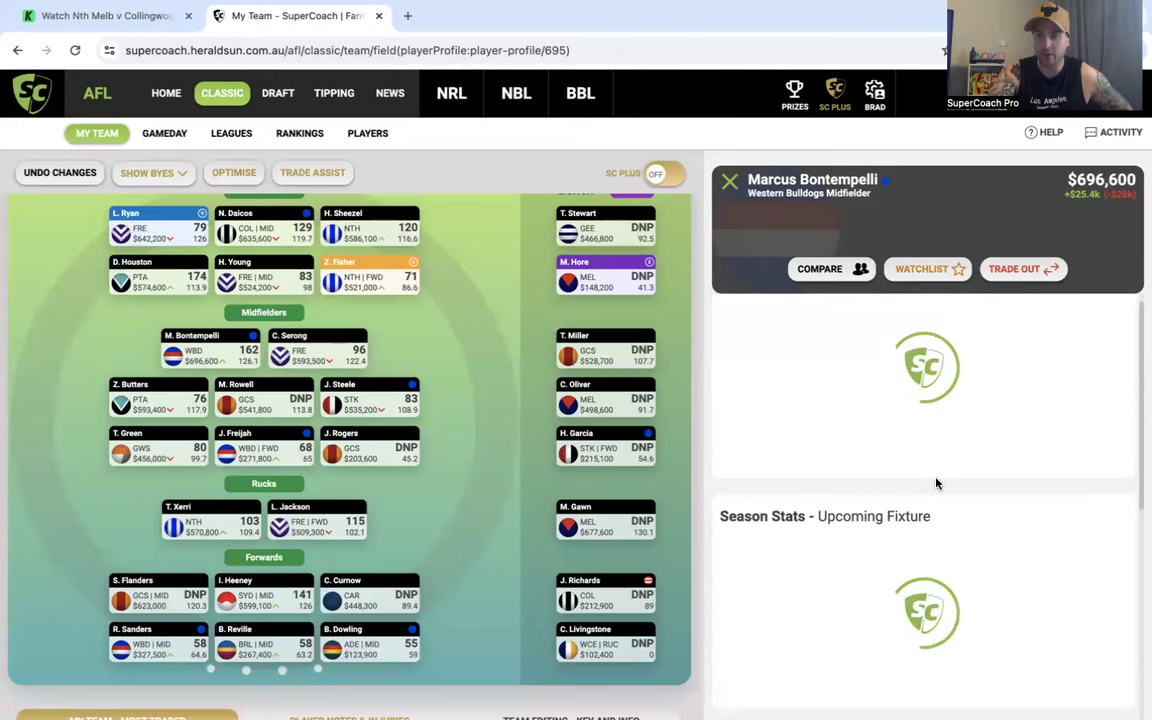 Watch Nth Melb v Collingwoo
My Team - SuperCoach | Fan
supercoach.heraldsun.com.au/afl/classic/team/field(playerProfile:player-profile/695)
Los Angeles
SuperCoach Pro
SC AFL HOME CLASSIC DRAFT TIPPING NEWS NRL NBL BBL PRIZES SC PLUS BRAD
MY TEAM GAMEDAY LEAGUES RANKINGS PLAYERS HELP ACTIVITY
UNDO CHANGES SHOW BYES OPTIMISE TRADE ASSIST SC PLUS OFF
L. Ryan V N. Daicos H. Sheezel
FRE 79 COL | MID 129 NTH 120
$642,200 126 $635,600 119.7 $586,100 116.6
T. Stewart
GEE DNP
$466,800 92.5
D. Houston H. Young Z. Fisher C
PTA 174 FRE | MID 83 NTH | FWD 71
$574,600 113.9 $524,200 98 $521,000 86.6
M. Hore E
MEL DNP
$148,200 41.3
Midfielders
M. Bontempelli C. Serong
WBD 162 FRE 96
$696,600 126.1 $593,500 122.4
T. Miller
GCS DNP
$528,700 107.7
Z. Butters M. Rowell J. Steele
PTA 76 GCS DNP STK 83
$593,400 117.9 $541,800 113.8 $535,200 108.9
C. Oliver
MEL DNP
$498,600 91.7
T. Green J. Freijah J. Rogers
GWS 80 WBD | FWD 68 GCS DNP
$456,000 99.7 $271,800 65 $203,600 45.2
H. Garcia
STK | FWD DNP
$215,100 54.6
Rucks
T. Xerri L. Jackson
NTH 103 FRE | FWD 115
$570,800 109.4 $509,300 102.1
M. Gawn
MEL DNP
$677,600 130.1
Forwards
S. Flanders I. Heeney C. Curnow
GCS | MID DNP SYD | MID 141 CAR DNP
$623,000 120.3 $599,100 126 $448,300 89.4
J. Richards
COL DNP
$212,900 89
R. Sanders B. Reville B. Dowling
WBD | MID 58 BRL | MID 58 ADE | MID 55
$327,500 64.6 $267,400 63.2 $123,900 59
C. Livingstone
WCE | RUC DNP
$102,400 0
Marcus Bontempelli $696,600
Western Bulldogs Midfielder +$25.4k (-$28k)
COMPARE WATCHLIST TRADE OUT
SC
Season Stats - Upcoming Fixture
SC